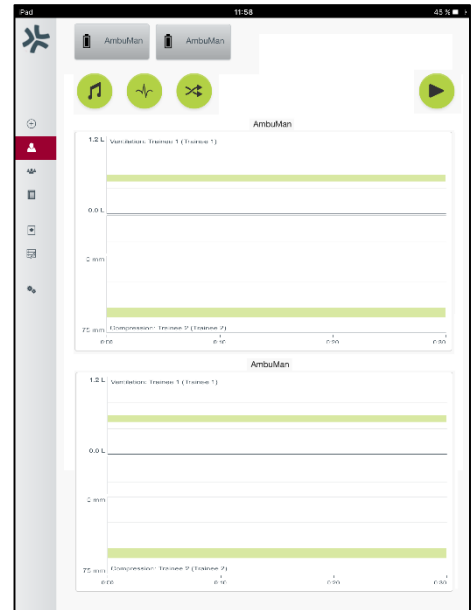 iPad 11:58 45 %
AmbuMan AmbuMan
AmbuMan
1.2 L Ventilation: Trainee 1 (Trainee 1)
0.0 L
0 mm
75 mm Compression: Trainee 2 (Trainee 2)
0:00 0:10 0:20 0:30
AmbuMan
1.2 L Ventilation: Trainee 1 (Trainee 1)
0.0 L
0 mm
75 mm Compression: Trainee 2 (Trainee 2)
0:00 0:10 0:20 0:30